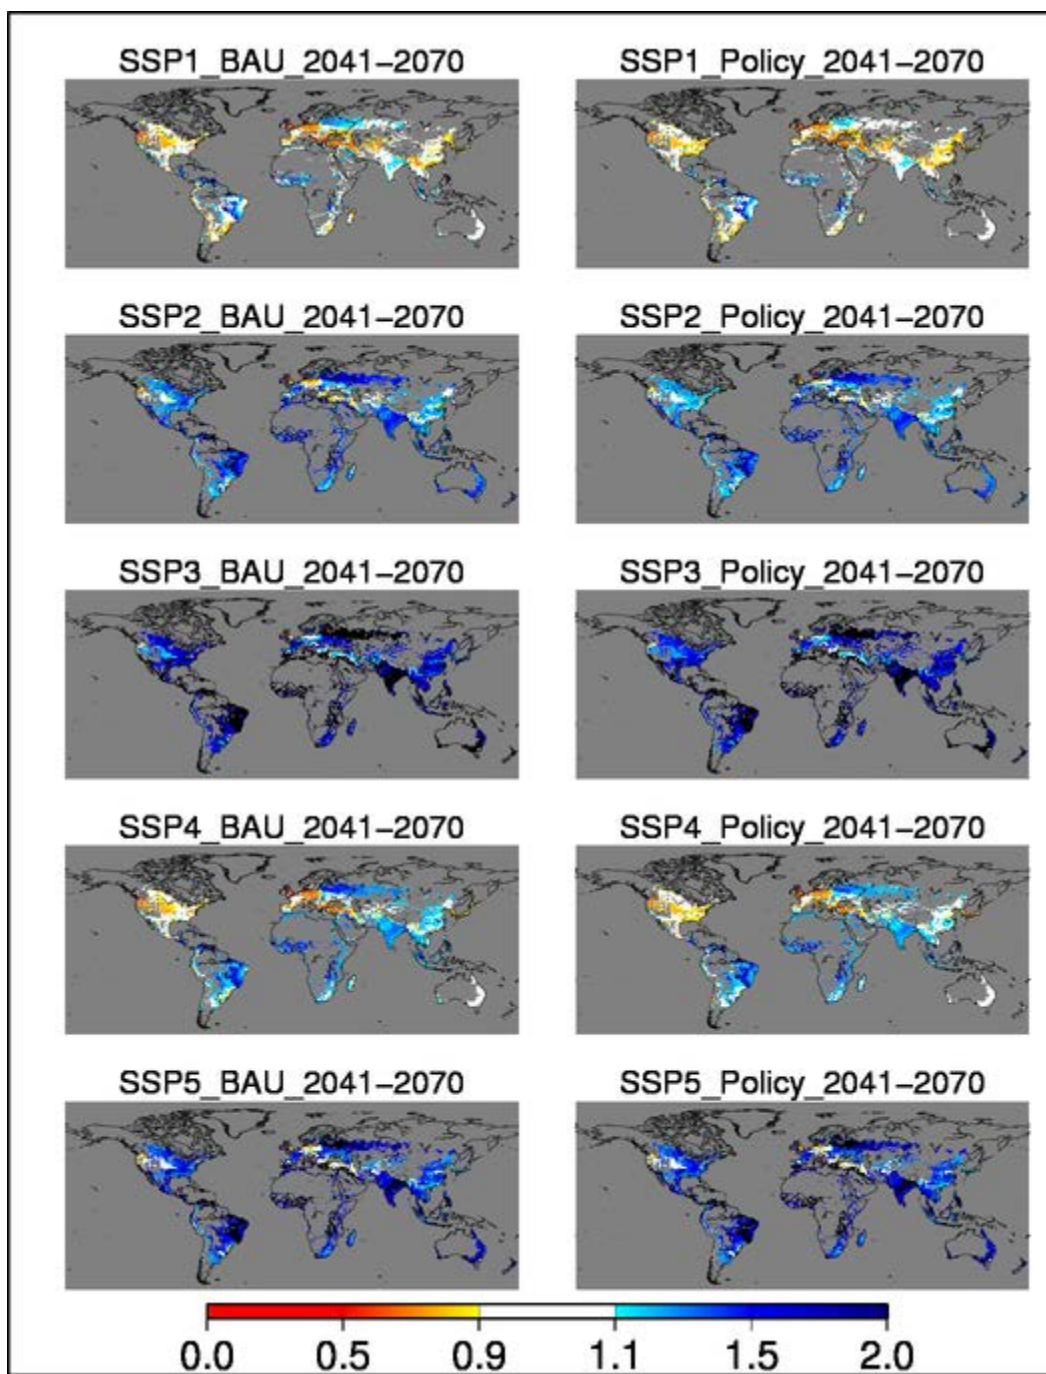 SSP1_BAU_2041-2070 SSP1_Policy_2041-2070
SSP2_BAU_2041-2070 SSP2_Policy_2041-2070
SSP3_BAU_2041-2070 SSP3_Policy_2041-2070
SSP4_BAU_2041-2070 SSP4_Policy_2041-2070
SSP5_BAU_2041-2070 SSP5_Policy_2041-2070
0.0 0.5 0.9 1.1 1.5 2.0